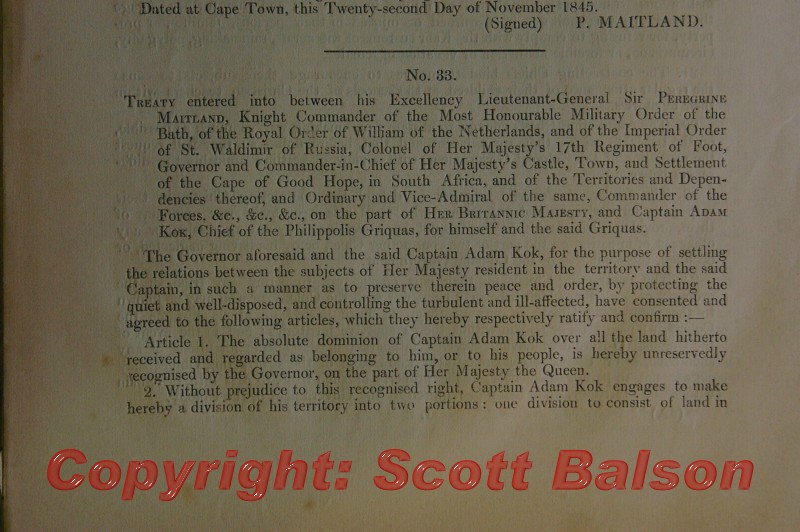 Dated at Cape Town, this Twenty-second Day of November 1845.
(Signed) P. MAITLAND.
No. 33.
TREATY entered into between his Excellency Lieutenant-General Sir PEREGRINE
MAITLAND, Knight Commander of the Most Honourable Military Order of the
Bath, of the Royal Order of William of the Netherlands, and of the Imperial Order
of St. Waldimir of Russia, Colonel of Her Majesty's 17th Regiment of Foot,
Governor and Commander-in-Chief of Her Majesty's Castle, Town, and Settlement
of the Cape of Good Hope, in South Africa, and of the Territories and Depen-
dencies thereof, and Ordinary and Vice-Admiral of the same, Commander of the
Forces, &c., &c., &c., on the part of HER BRITANNIC MAJESTY, and Captain ADAM
KOK, Chief of the Philippolis Griquas, for himself and the said Griquas.
The Governor aforesaid and the said Captain Adam Kok, for the purpose of settling
the relations between the subjects of Her Majesty resident in the territory and the said
Captain, in such a manner as to preserve therein peace and order, by protecting the
quiet and well-disposed, and controlling the turbulent and ill-affected, have consented and
agreed to the following articles, which they hereby respectively ratify and confirm :—
Article 1. The absolute dominion of Captain Adam Kok over all the land hitherto
received and regarded as belonging to him, or to his people, is hereby unreservedly
recognised by the Governor, on the part of Her Majesty the Queen.
2. Without prejudice to this recognised right, Captain Adam Kok engages to make
hereby a division of his territory into two portions : one division to consist of land in
Copyright: Scott Balson